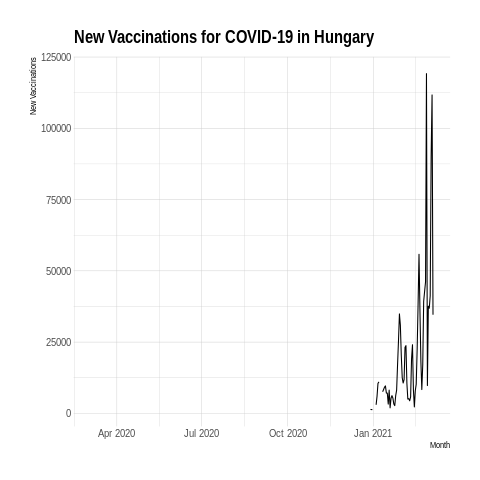 New Vaccinations for COVID-19 in Hungary
New Vaccinations
125000
100000
75000
50000
25000
0
Apr 2020 Jul 2020 Oct 2020 Jan 2021
Month